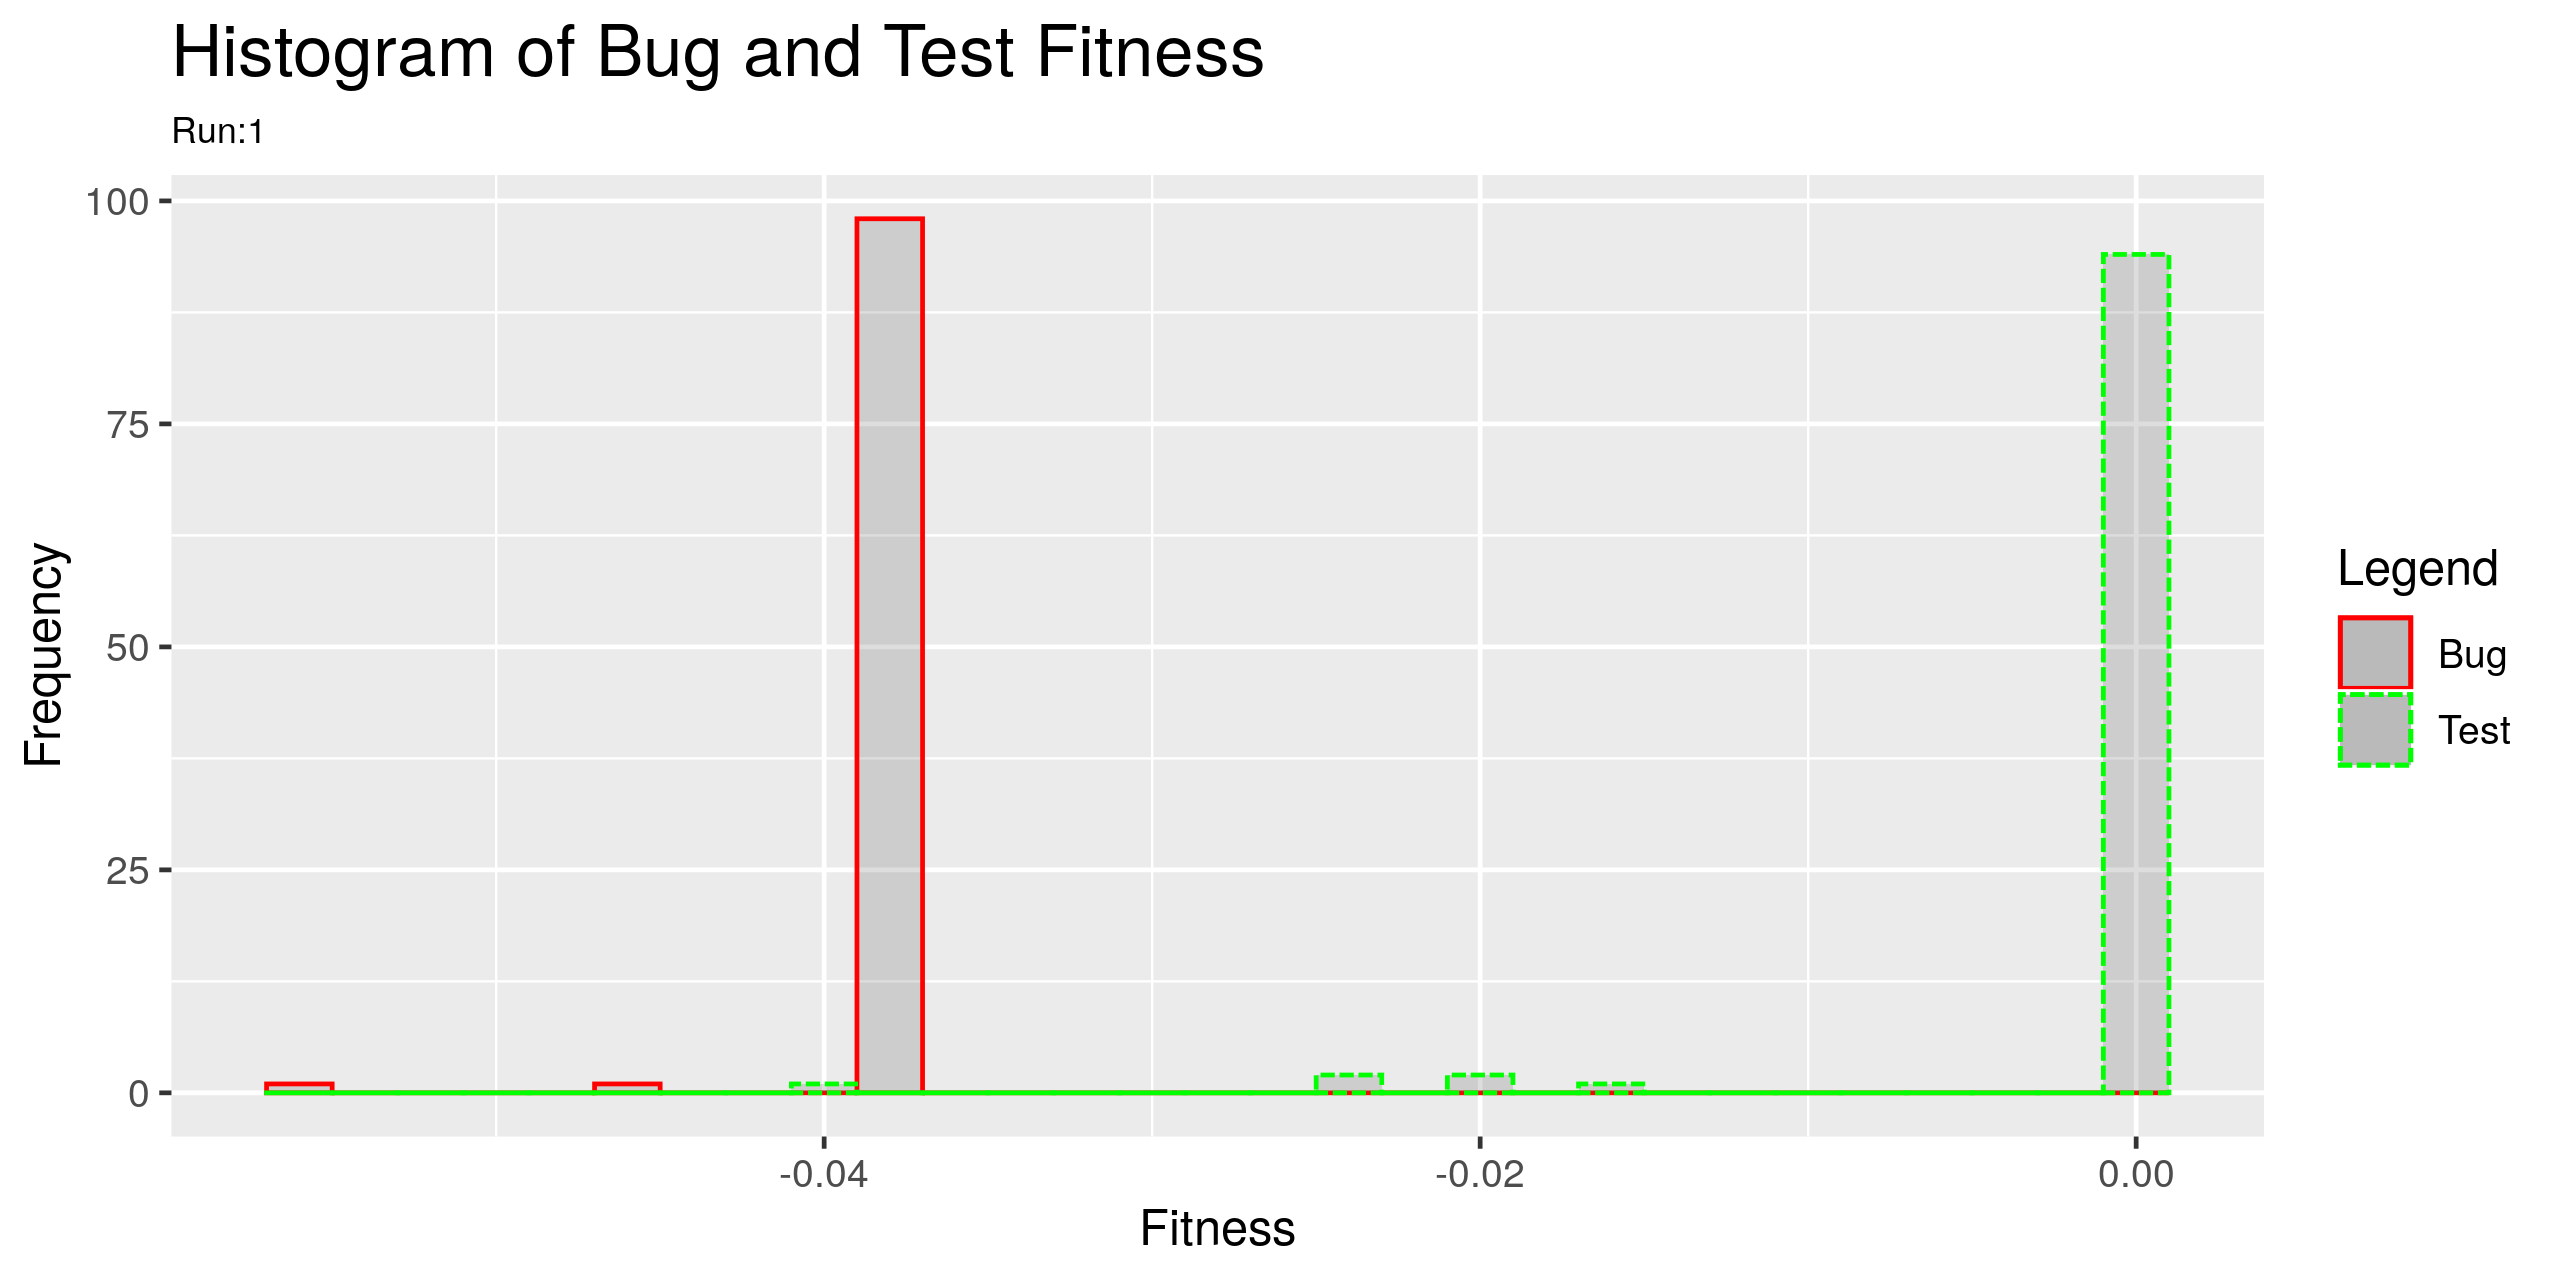 Histogram of Bug and Test Fitness
Run:1
100
75
50
25
0
Frequency
-0.04
-0.02
0.00
Fitness
Legend
Bug
Test